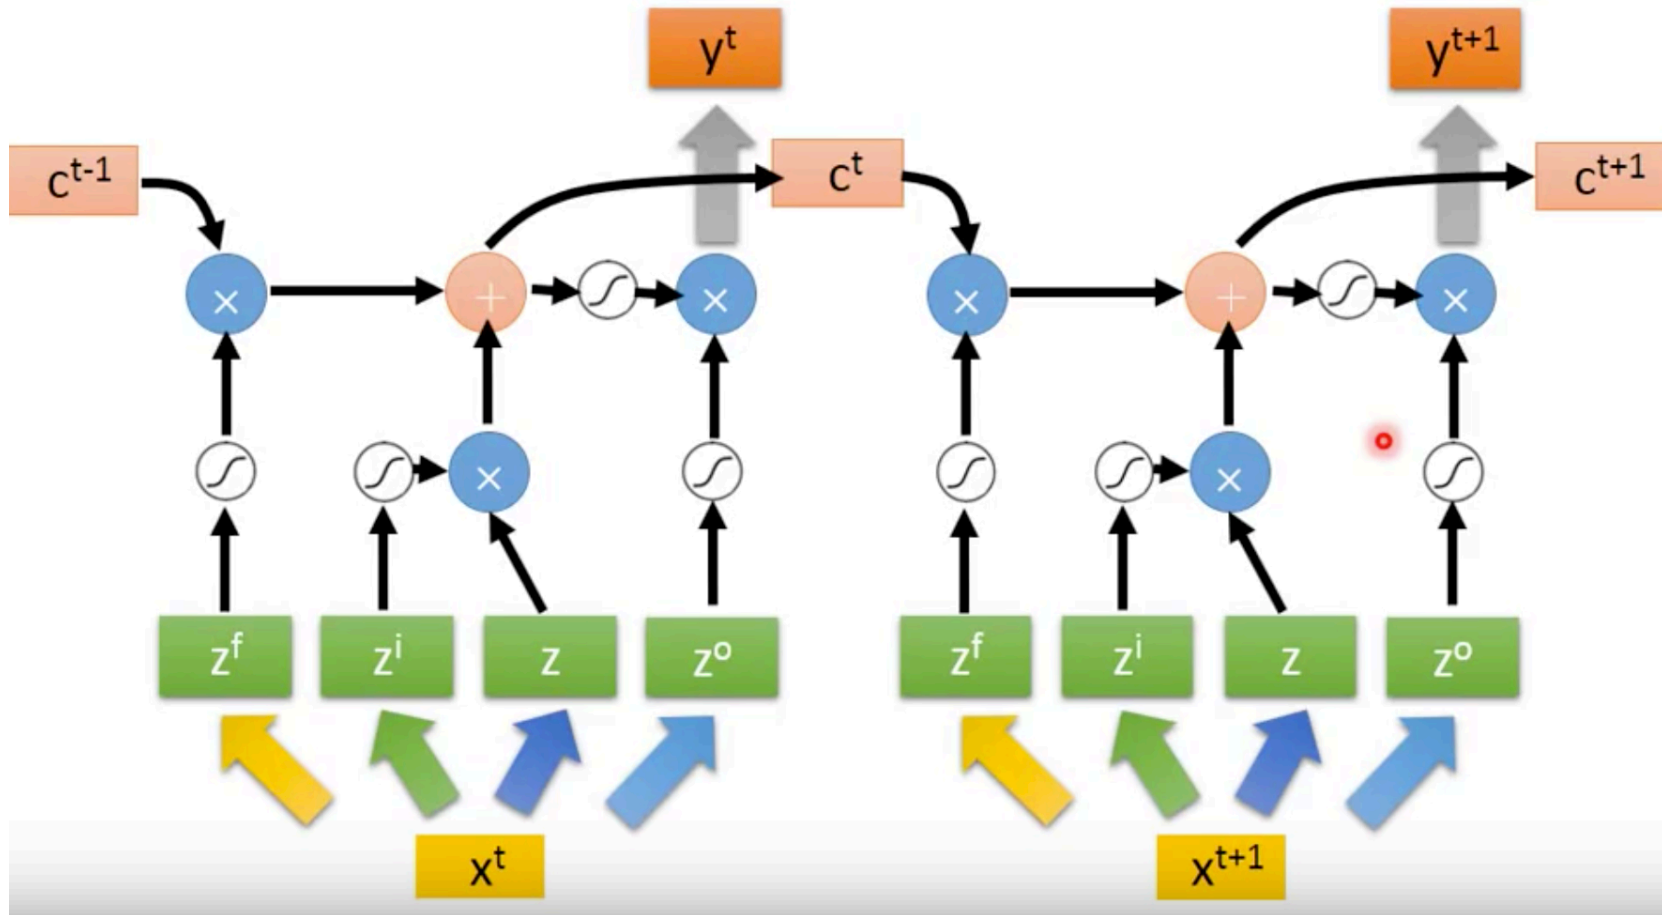 y^t
y^{t+1}
c^{t-1}
c^t
c^{t+1}
×
+
×
×
+
×
×
×
z^f
z^i
z
z^o
z^f
z^i
z
z^o
x^t
x^{t+1}